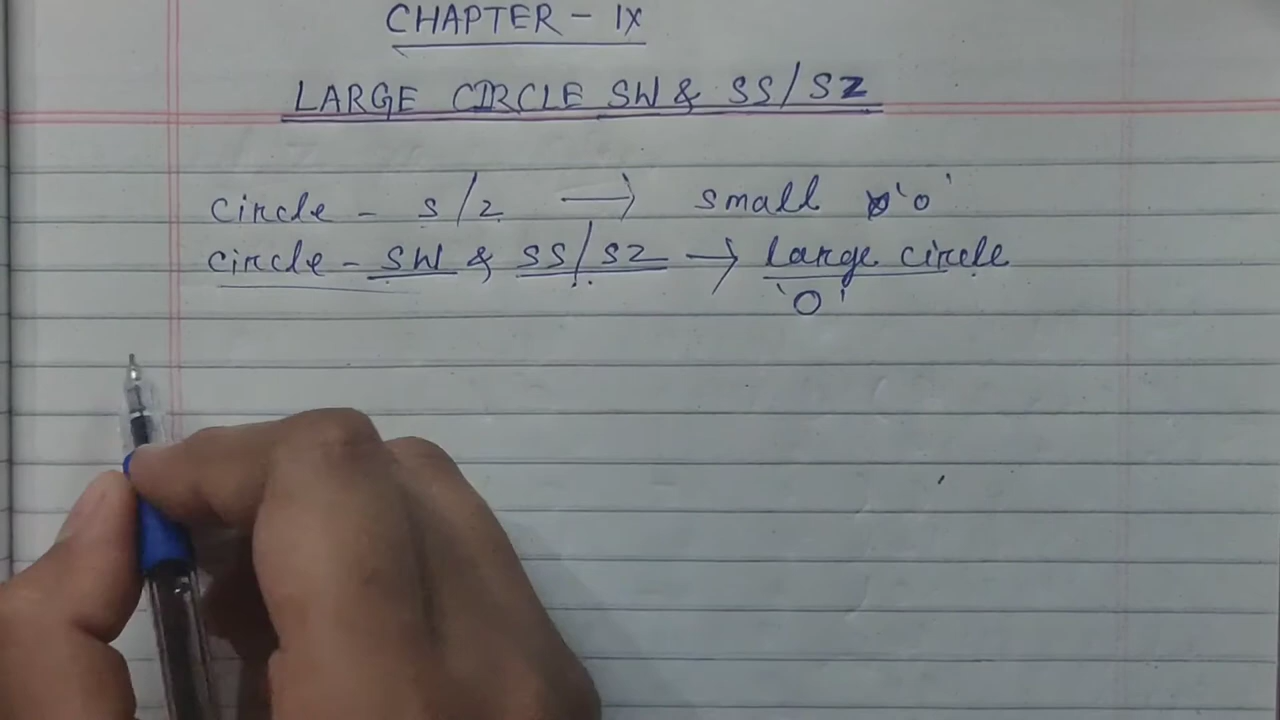 CHAPTER - IX
LARGE CIRCLE SW & SS/SZ
circle - s/z → small 'o'
circle - SW & SS/SZ → large circle
'O'